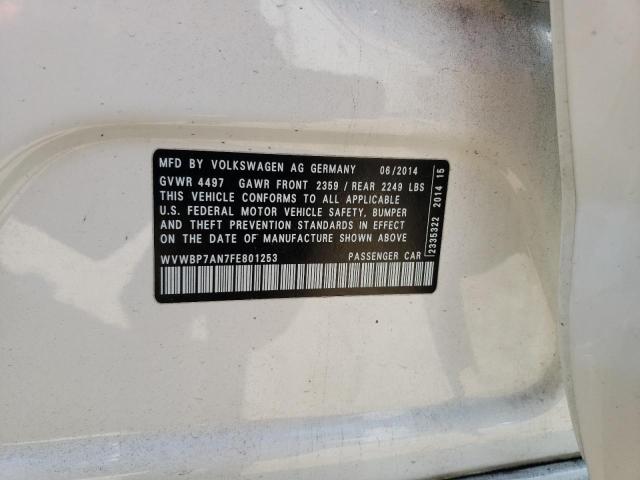 MFD BY VOLKSWAGEN AG GERMANY 06/2014
GVWR 4497 GAWR FRONT 2359 / REAR 2249 LBS
THIS VEHICLE CONFORMS TO ALL APPLICABLE
U.S. FEDERAL MOTOR VEHICLE SAFETY, BUMPER
AND THEFT PREVENTION STANDARDS IN EFFECT
ON THE DATE OF MANUFACTURE SHOWN ABOVE
WVWBP7AN7FE801253 PASSENGER CAR
2335322 2014 15